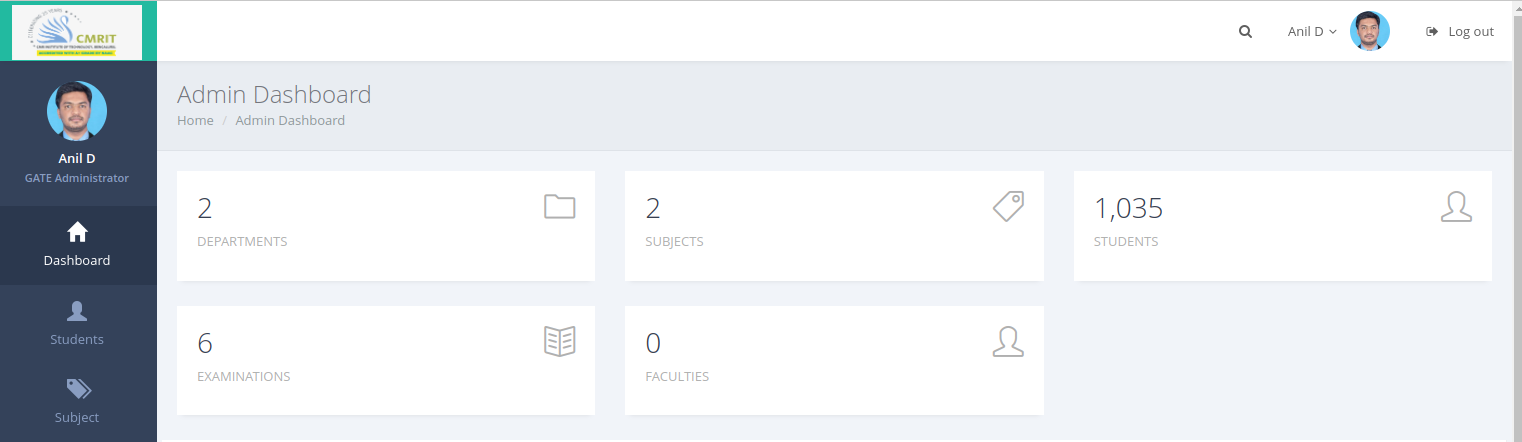 CMRIT
Anil D
Log out
Anil D
GATE Administrator
Dashboard
Students
Subject
Admin Dashboard
Home / Admin Dashboard
2
DEPARTMENTS
2
SUBJECTS
1,035
STUDENTS
6
EXAMINATIONS
0
FACULTIES